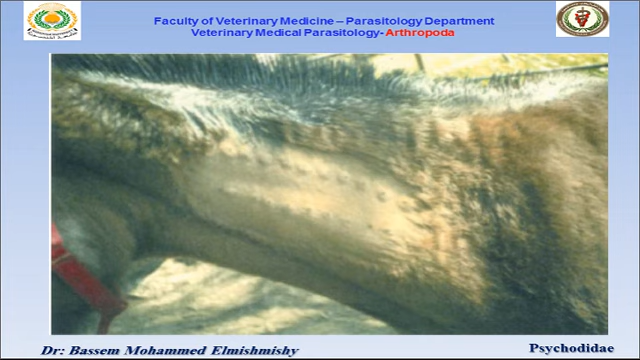 Faculty of Veterinary Medicine – Parasitology Department
Veterinary Medical Parasitology- Arthropoda
Dr: Bassem Mohammed Elmishmishy
Psychodidae